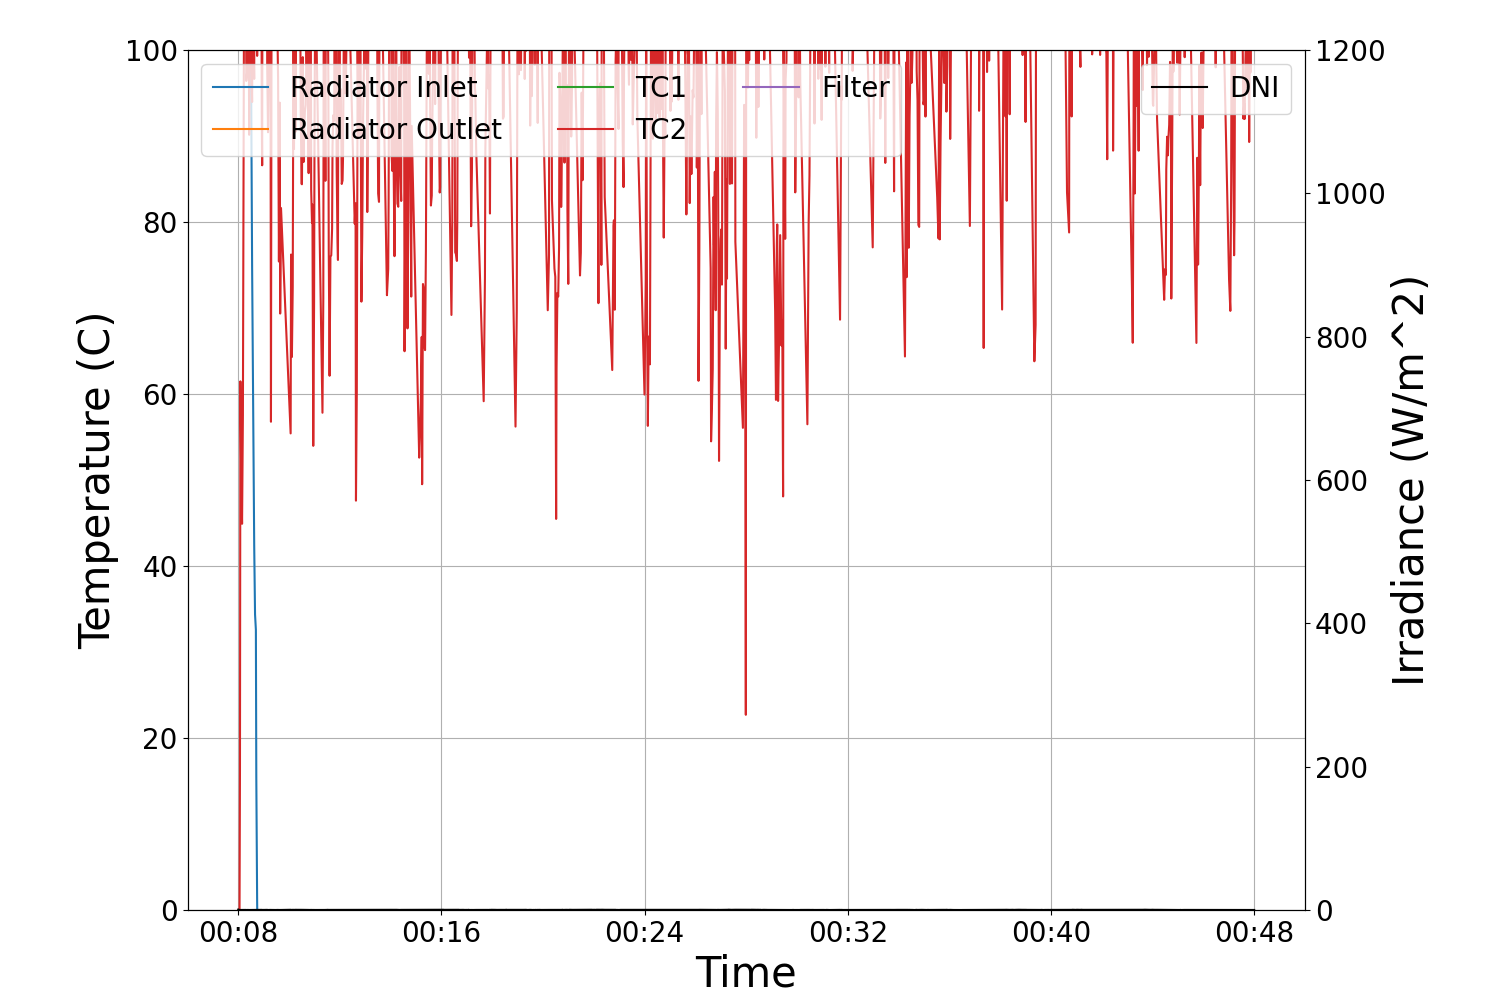 100
80
60
40
20
0
Temperature (C)
Radiator Inlet
Radiator Outlet
TC1
TC2
Filter
DNI
1200
1000
800
600
400
200
0
Irradiance (W/m^2)
00:08
00:16
00:24
00:32
00:40
00:48
Time